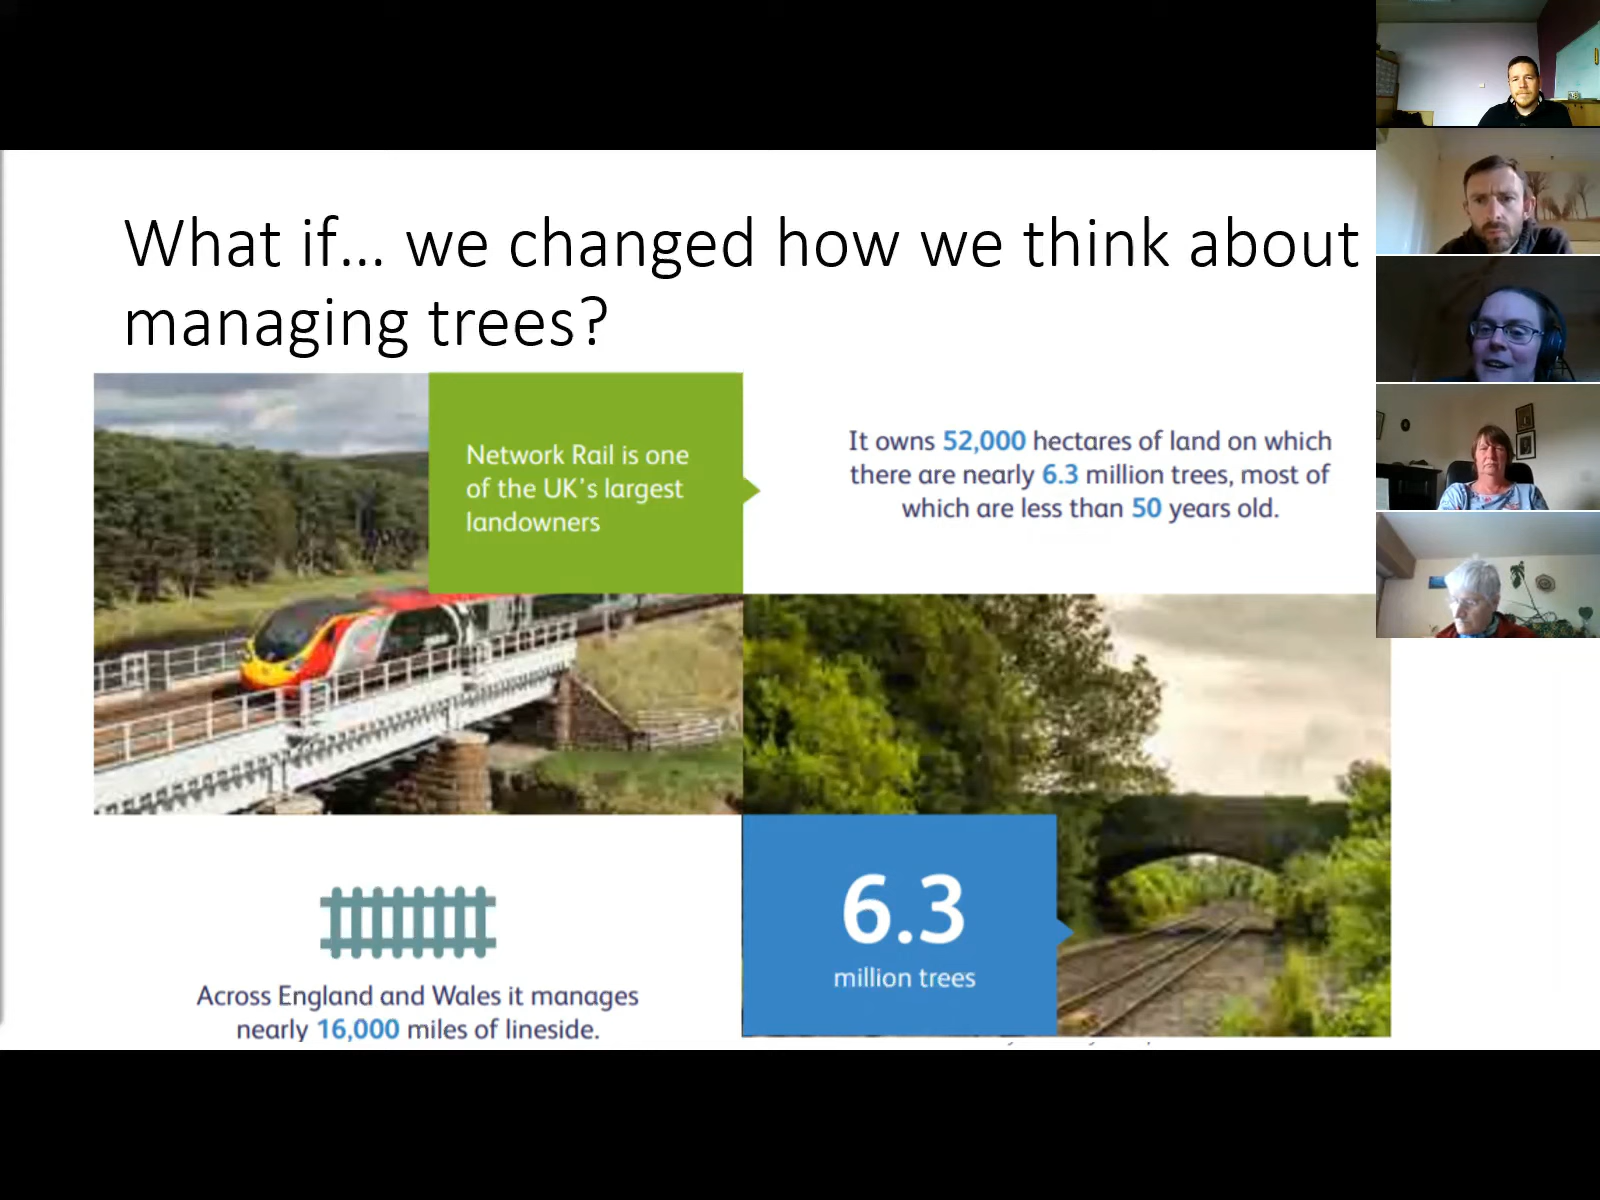 What if... we changed how we think about
managing trees?
Network Rail is one
of the UK's largest
landowners
It owns 52,000 hectares of land on which
there are nearly 6.3 million trees, most of
which are less than 50 years old.
6.3
million trees
Across England and Wales it manages
nearly 16,000 miles of lineside.